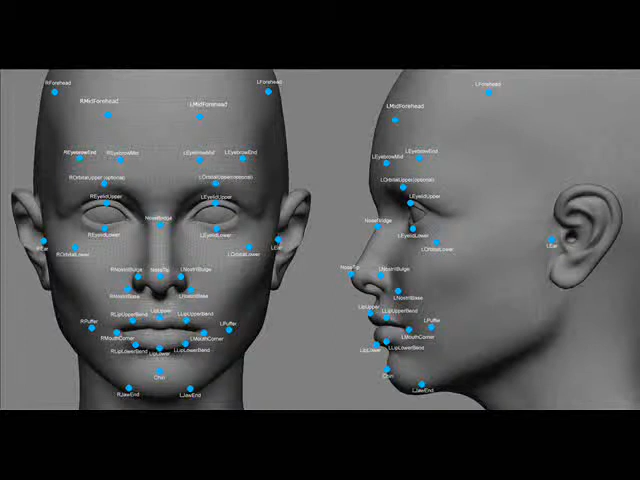 RForehead
LForehead
RMidForehead
LMidForehead
REyebrowEnd
REyebrowMid
LEyebrowMid
LEyebrowEnd
ROrbitalUpper (optional)
LOrbitalUpper(optional)
REyelidUpper
LEyelidUpper
NoseBridge
REyelidLower
LEyelidLower
REar
LEar
ROrbitalLower
LOrbitalLower
RNostrilBulge
NoseTip
LNostrilBulge
RNostrilBase
LNostrilBase
LipUpper
RLipUpperBend
LLipUpperBend
RPuffer
LPuffer
RMouthCorner
LMouthCorner
RLipLowerBend
LipLower
LLipLowerBend
Chin
RJawEnd
LJawEnd
LForehead
LMidForehead
LEyebrowMid
LEyebrowEnd
LOrbitalUpper(optional)
LEyelidUpper
NoseBridge
LEyelidLower
LOrbitalLower
LEar
NoseTip
LNostrilBulge
LNostrilBase
LipUpper
LLipUpperBend
LPuffer
LMouthCorner
LipLower
LLipLowerBend
Chin
LJawEnd